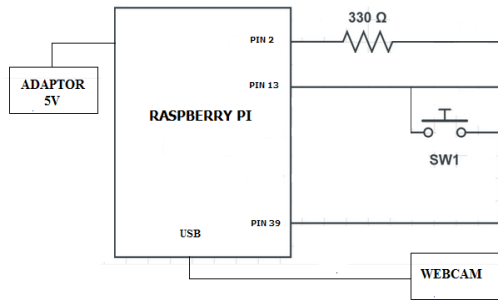 330 Ω
PIN 2
ADAPTOR
5V
PIN 13
RASPBERRY PI
SW1
PIN 39
USB
WEBCAM